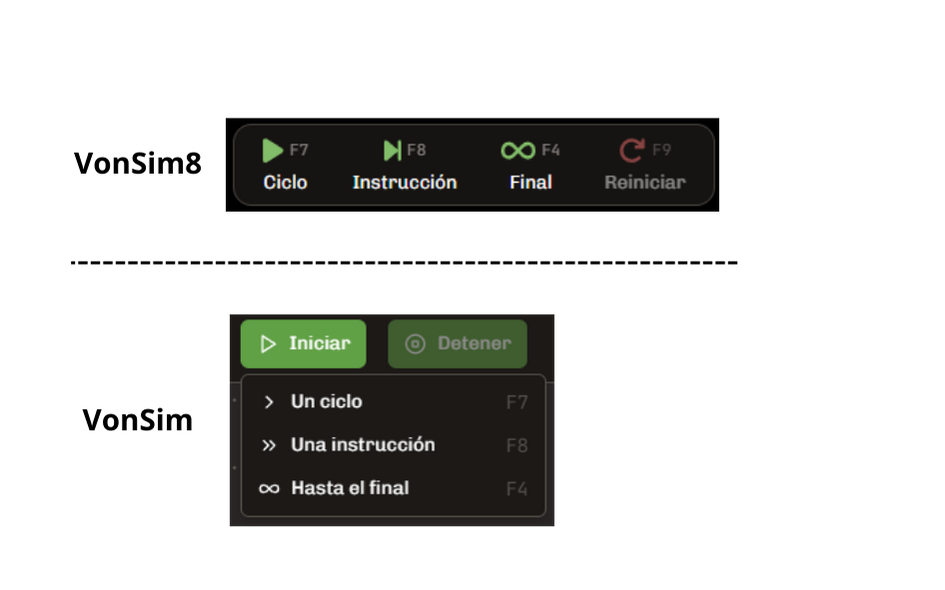 VonSim8
F7 F8 F4 F9
Ciclo Instrucción Final Reiniciar
VonSim
Iniciar Detener
Un ciclo F7
Una instrucción F8
Hasta el final F4